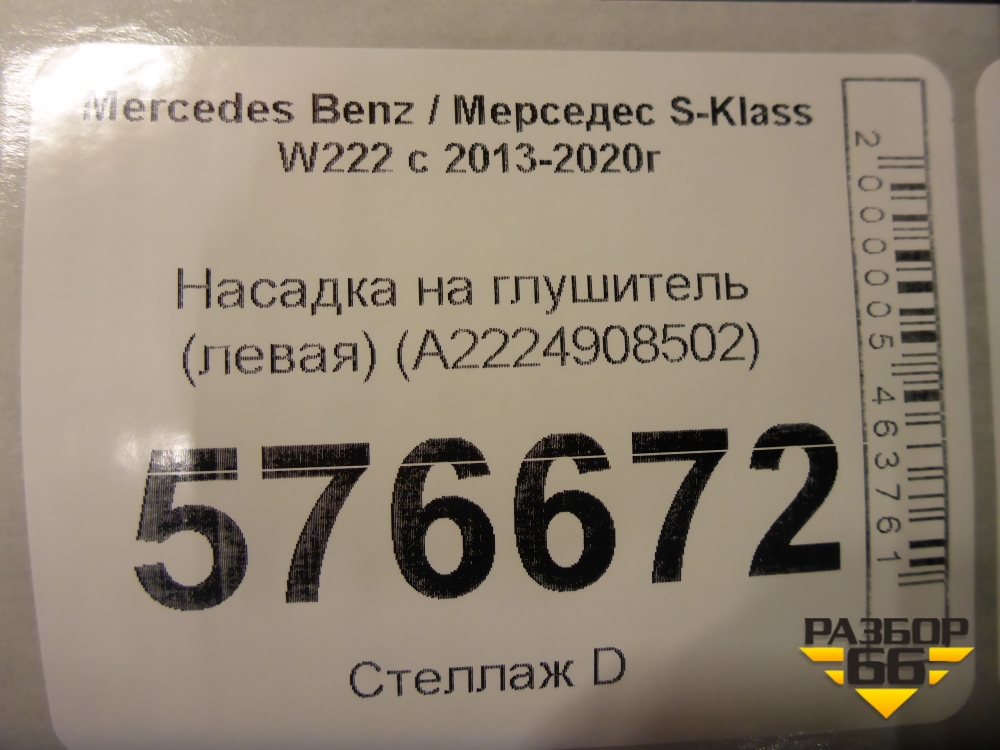 Mercedes Benz / Мерседес S-Klass
W222 с 2013-2020г
Насадка на глушитель
(левая) (A2224908502)
576672
Стеллаж D
2000005463761
РАЗБОР
66